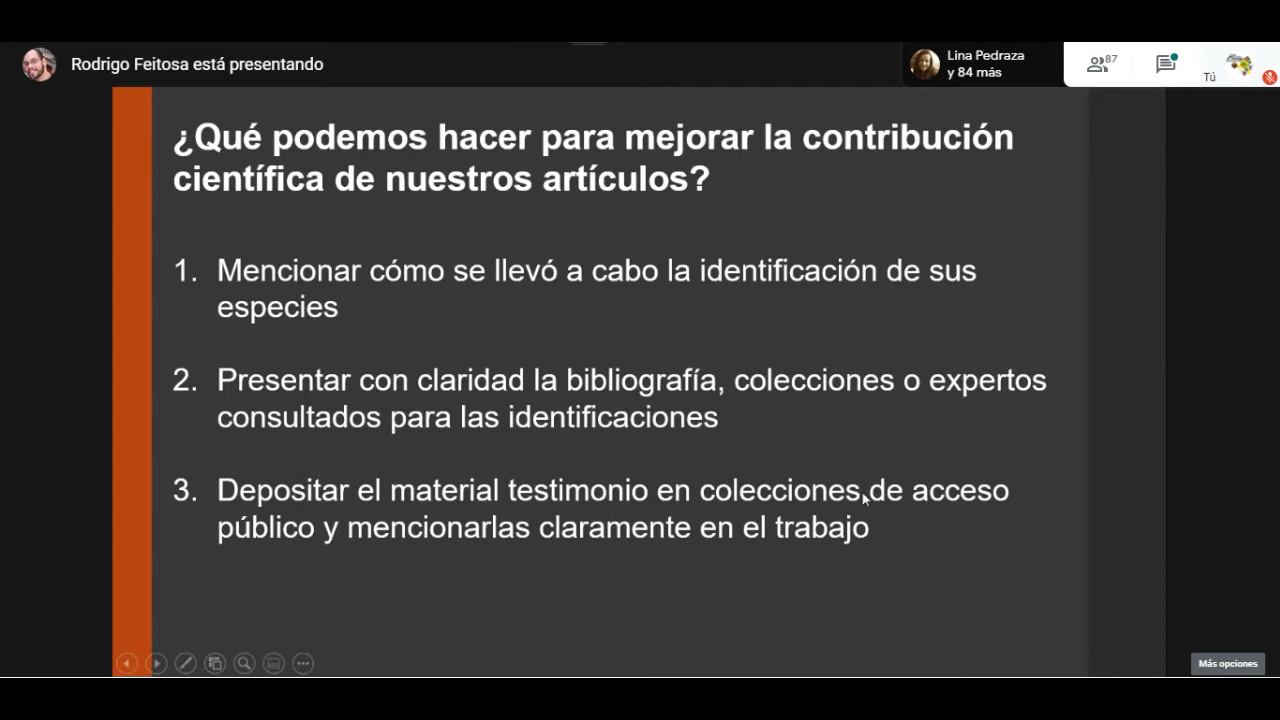 Rodrigo Feitosa está presentando
Lina Pedraza
y 84 más
87
Tú
¿Qué podemos hacer para mejorar la contribución
científica de nuestros artículos?
1. Mencionar cómo se llevó a cabo la identificación de sus
especies
2. Presentar con claridad la bibliografía, colecciones o expertos
consultados para las identificaciones
3. Depositar el material testimonio en colecciones de acceso
público y mencionarlas claramente en el trabajo
Más opciones